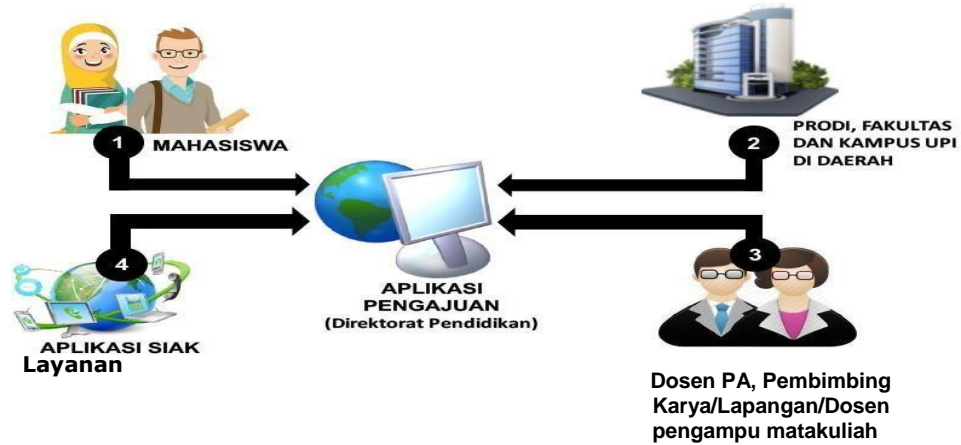 1
MAHASISWA
2
PRODI, FAKULTAS
DAN KAMPUS UPI
DI DAERAH
4
APLIKASI SIAK
Layanan
APLIKASI
PENGAJUAN
(Direktorat Pendidikan)
3
Dosen PA, Pembimbing
Karya/Lapangan/Dosen
pengampu matakuliah